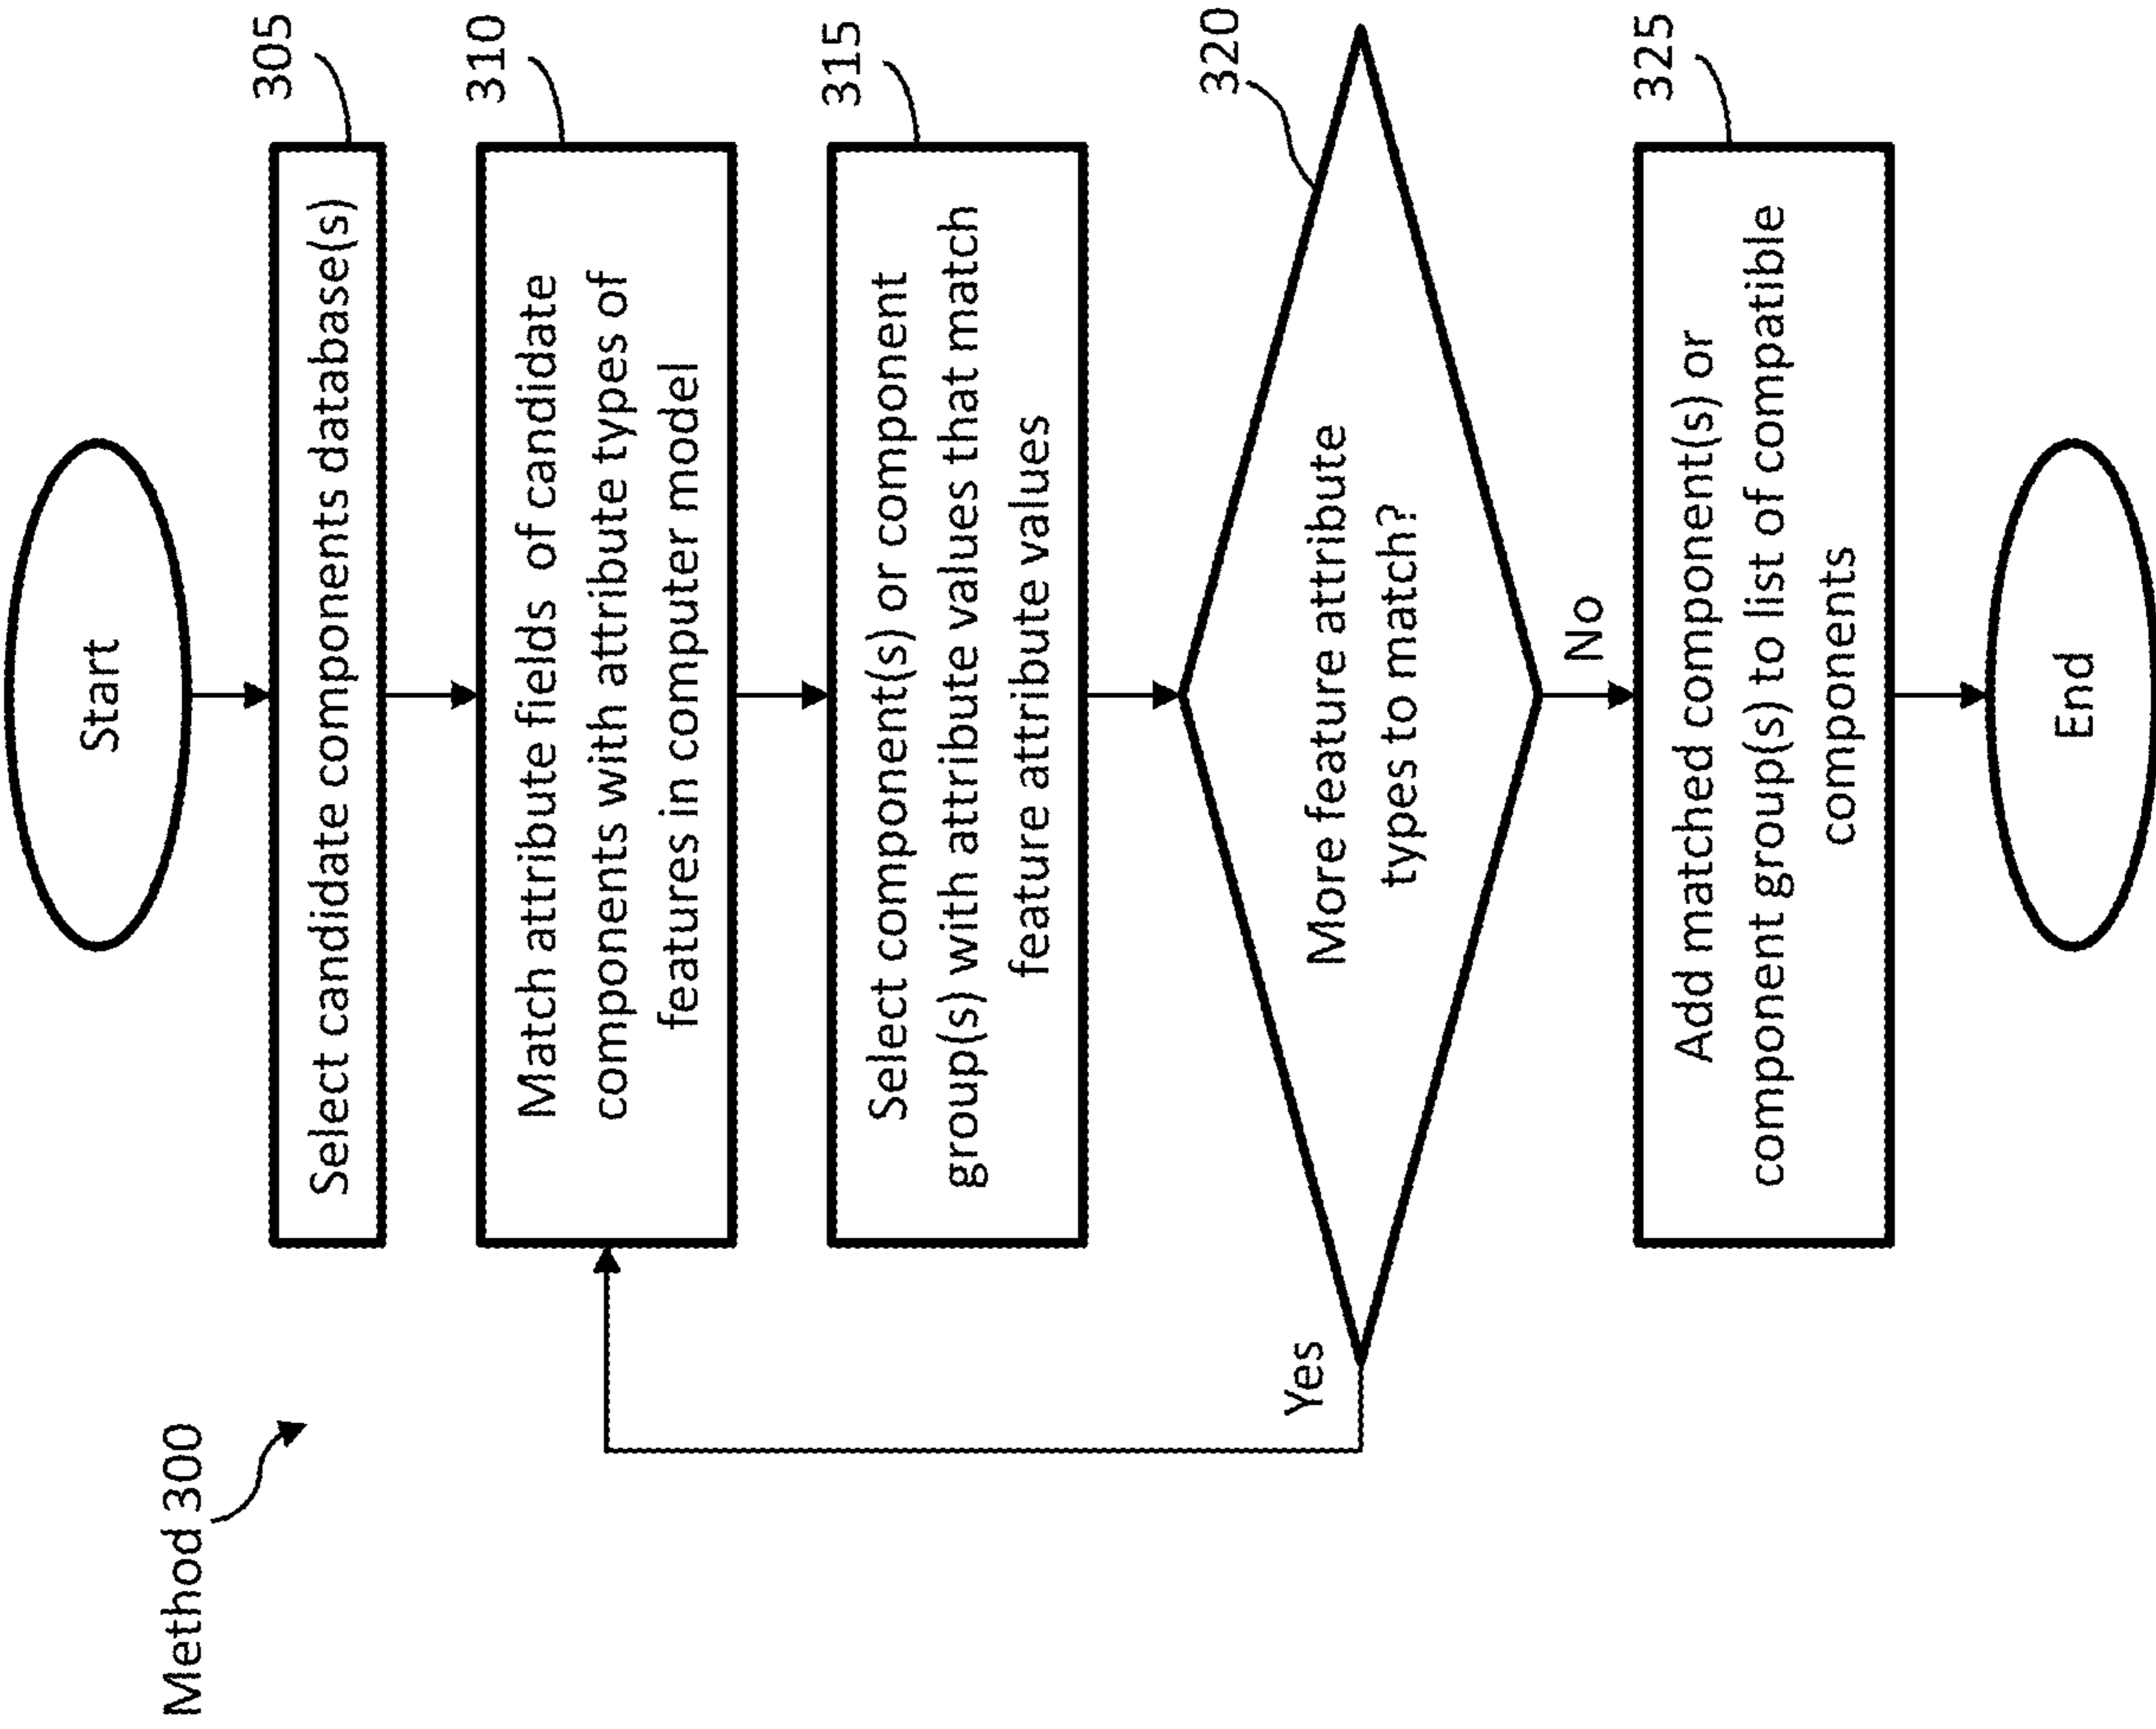 Method 300
Start
Select candidate components database(s)
305
Match attribute fields of candidate
components with attribute types of
features in computer model
310
Select component(s) or component
group(s) with attribute values that match
feature attribute values
315
More feature attribute
types to match?
320
Yes
No
Add matched component(s) or
component group(s) to list of compatible
components
325
End